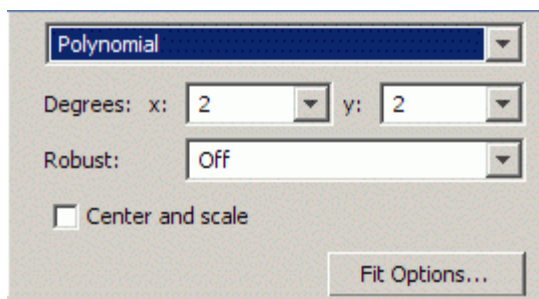 Polynomial
Degrees: x: 2 y: 2
Robust: Off
Center and scale
Fit Options...